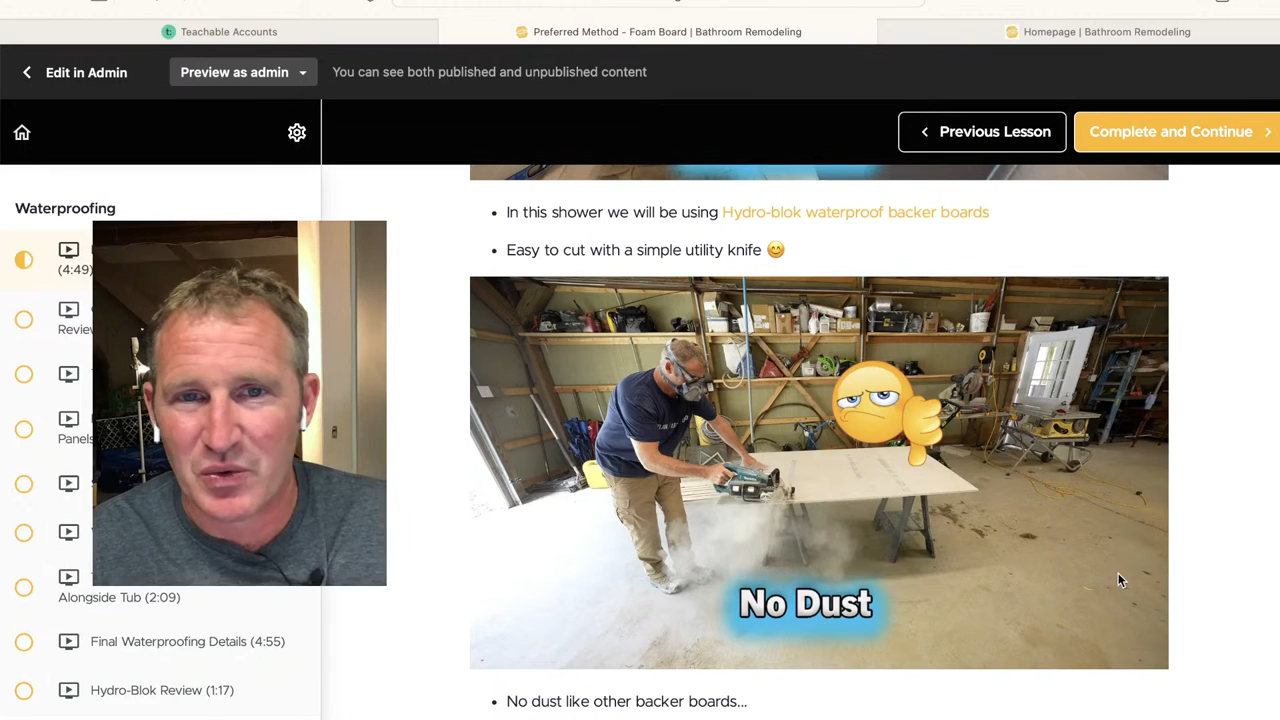 Teachable Accounts
Preferred Method - Foam Board | Bathroom Remodeling
Homepage | Bathroom Remodeling
Edit in Admin
Preview as admin
You can see both published and unpublished content
Previous Lesson
Complete and Continue
Waterproofing
(4:49)
Review
Panels
Alongside Tub (2:09)
Final Waterproofing Details (4:55)
Hydro-Blok Review (1:17)
• In this shower we will be using Hydro-blok waterproof backer boards
• Easy to cut with a simple utility knife 😊
No Dust
• No dust like other backer boards...